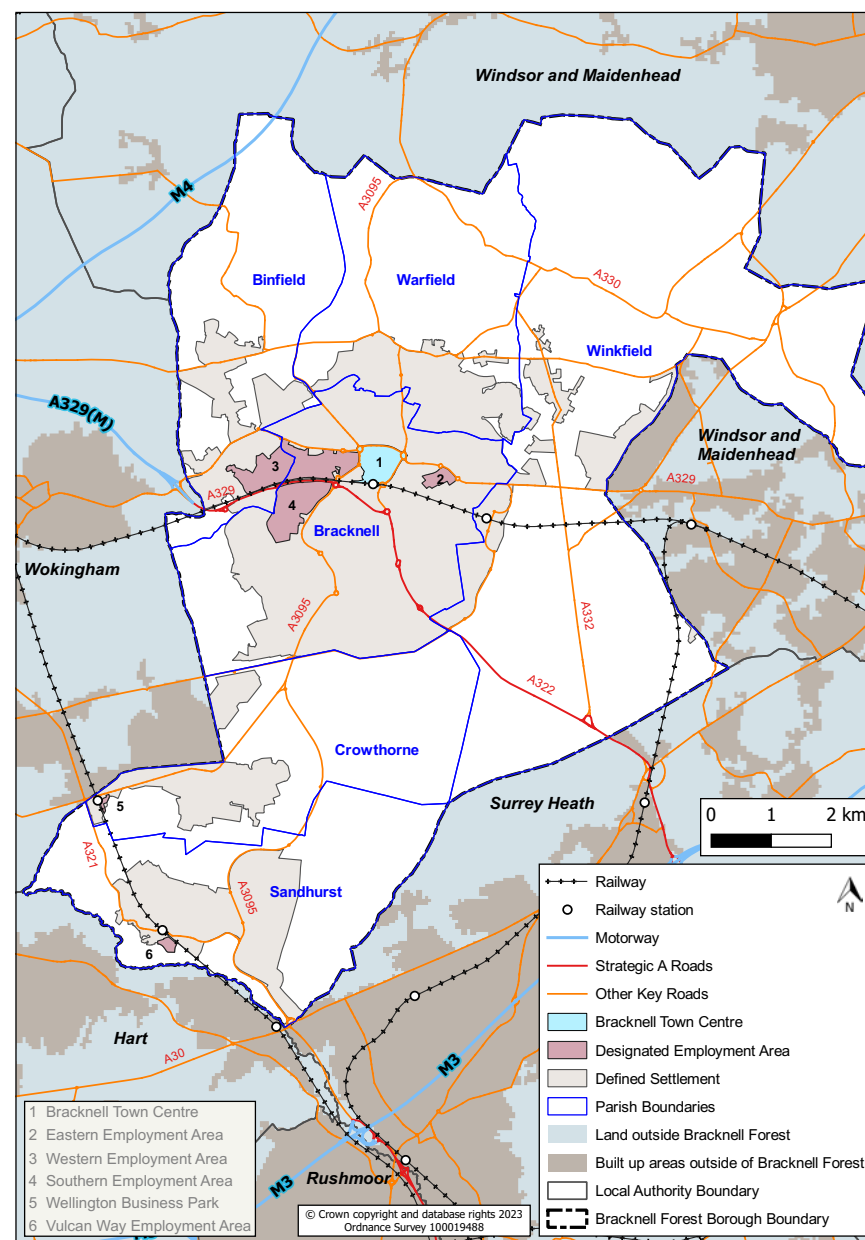 Windsor and Maidenhead
M4
A3095
Binfield
Warfield
A330
Winkfield
A329(M)
Windsor and
Maidenhead
1
2
3
A329
A329
4
Bracknell
Wokingham
A3095
A332
A322
Crowthorne
5
Surrey Heath
0 1 2 km
A321
A3095
Sandhurst
6
Hart
A30
M3
M3
Rushmoor
Railway
N
Railway station
Motorway
Strategic A Roads
Other Key Roads
Bracknell Town Centre
Designated Employment Area
Defined Settlement
Parish Boundaries
Land outside Bracknell Forest
Built up areas outside of Bracknell Forest
Local Authority Boundary
Bracknell Forest Borough Boundary
1 Bracknell Town Centre
2 Eastern Employment Area
3 Western Employment Area
4 Southern Employment Area
5 Wellington Business Park
6 Vulcan Way Employment Area
© Crown copyright and database rights 2023
Ordnance Survey 100019488